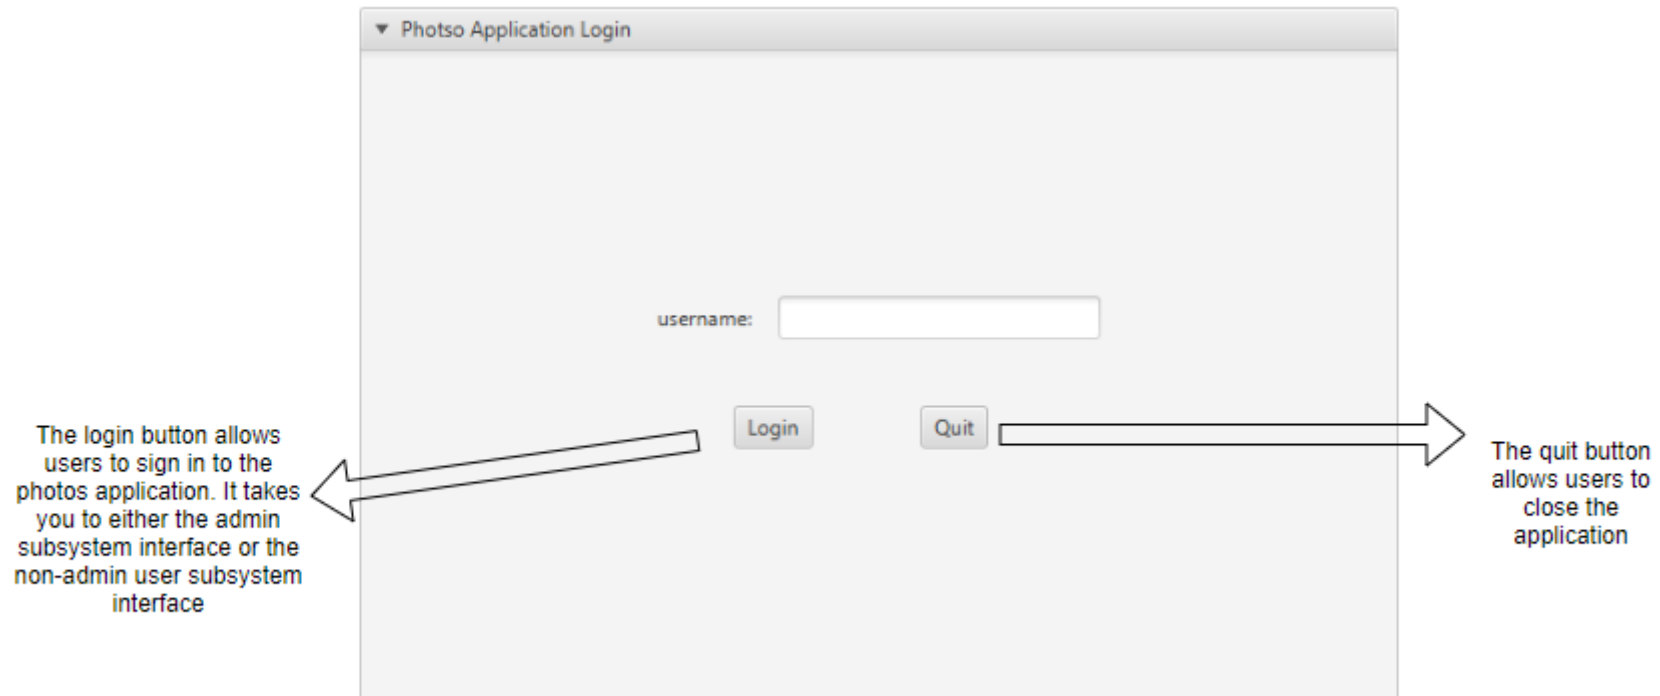 Photso Application Login
username:
Login
Quit
The login button allows
users to sign in to the
photos application. It takes
you to either the admin
subsystem interface or the
non-admin user subsystem
interface
The quit button
allows users to
close the
application